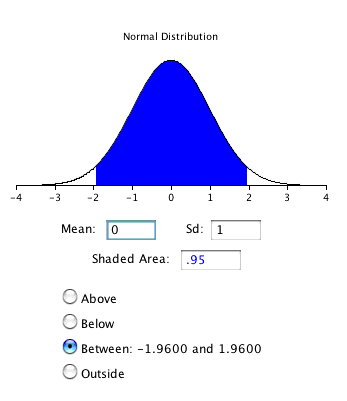 Normal Distribution
-4 -3 -2 -1 0 1 2 3 4
Mean: 0 Sd: 1
Shaded Area: .95
Above
Below
Between: -1.9600 and 1.9600
Outside